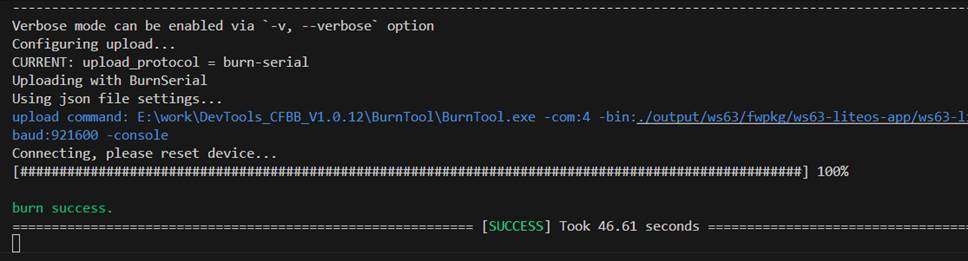 --------------------------------------------------------------------------------------------------------------------------
Verbose mode can be enabled via `-v, --verbose` option
Configuring upload...
CURRENT: upload_protocol = burn-serial
Uploading with BurnSerial
Using json file settings...
upload command: E:\work\DevTools_CFBB_V1.0.12\BurnTool\BurnTool.exe -com:4 -bin:./output/ws63/fwpkg/ws63-liteos-app/ws63-li
baud:921600 -console
Connecting, please reset device...
[####################################################################################################] 100%
burn success.
=========================================================== [SUCCESS] Took 46.61 seconds =================================